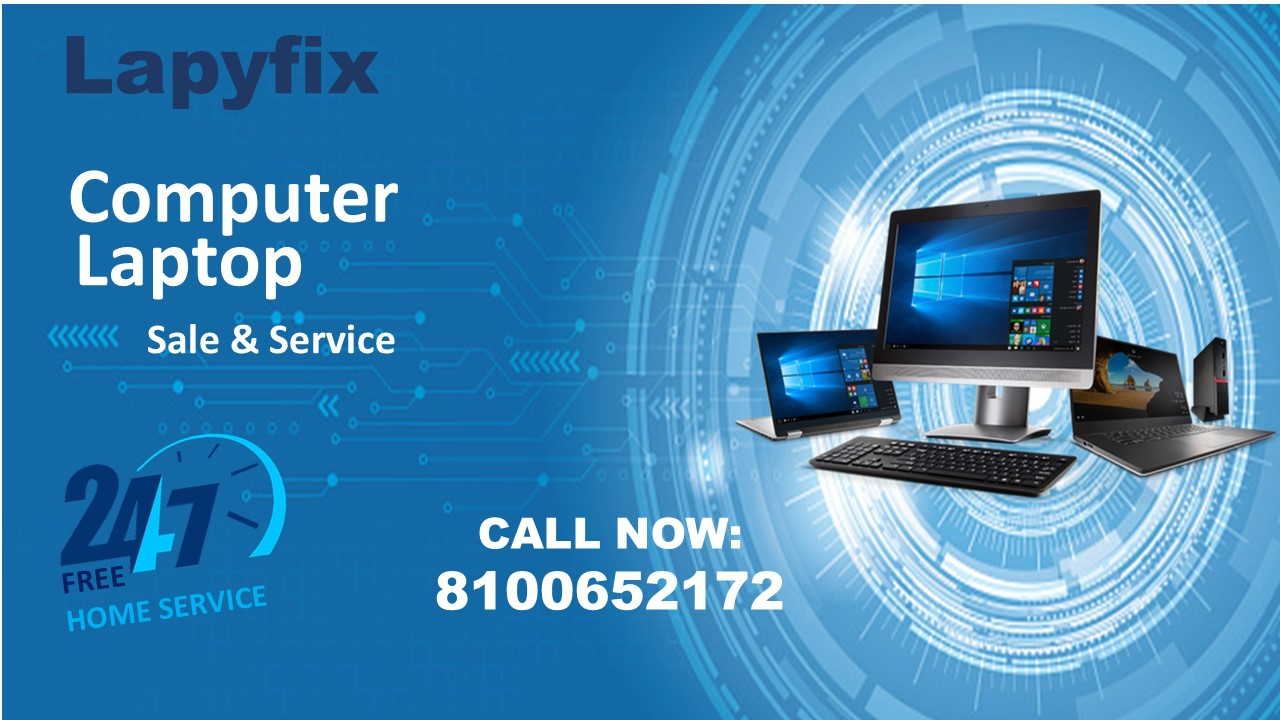 Lapyfix
Computer
Laptop
Sale & Service
24-7
FREE
HOME SERVICE
CALL NOW:
8100652172